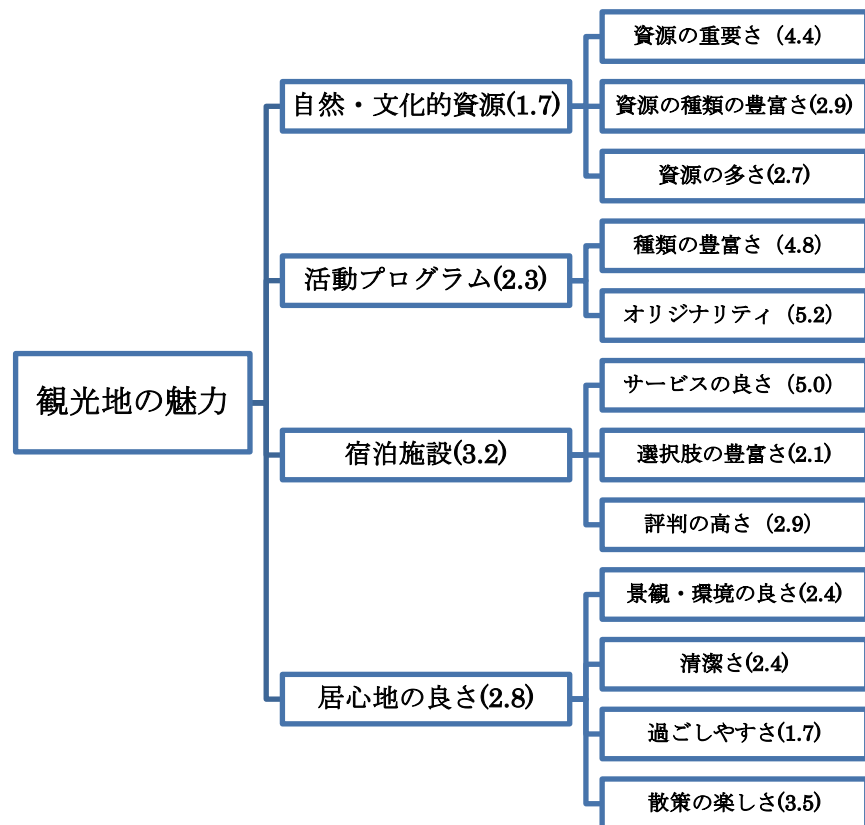 観光地の魅力
自然・文化的資源(1.7)
資源の重要さ（4.4）
資源の種類の豊富さ(2.9)
資源の多さ(2.7)
活動プログラム(2.3)
種類の豊富さ（4.8）
オリジナリティ（5.2）
宿泊施設(3.2)
サービスの良さ（5.0）
選択肢の豊富さ(2.1)
評判の高さ（2.9）
居心地の良さ(2.8)
景観・環境の良さ(2.4)
清潔さ(2.4)
過ごしやすさ(1.7)
散策の楽しさ(3.5)